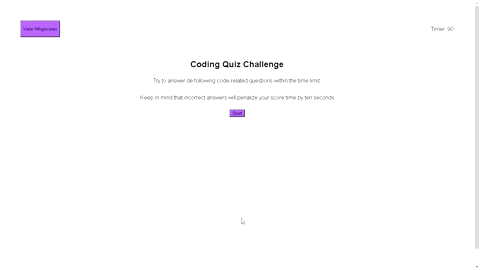 View Highscores
Timer: 90
Coding Quiz Challenge
Try to answer de following code-related questions within the time limit
Keep in mind that incorrect answers will penalize your score time by ten seconds.
Start